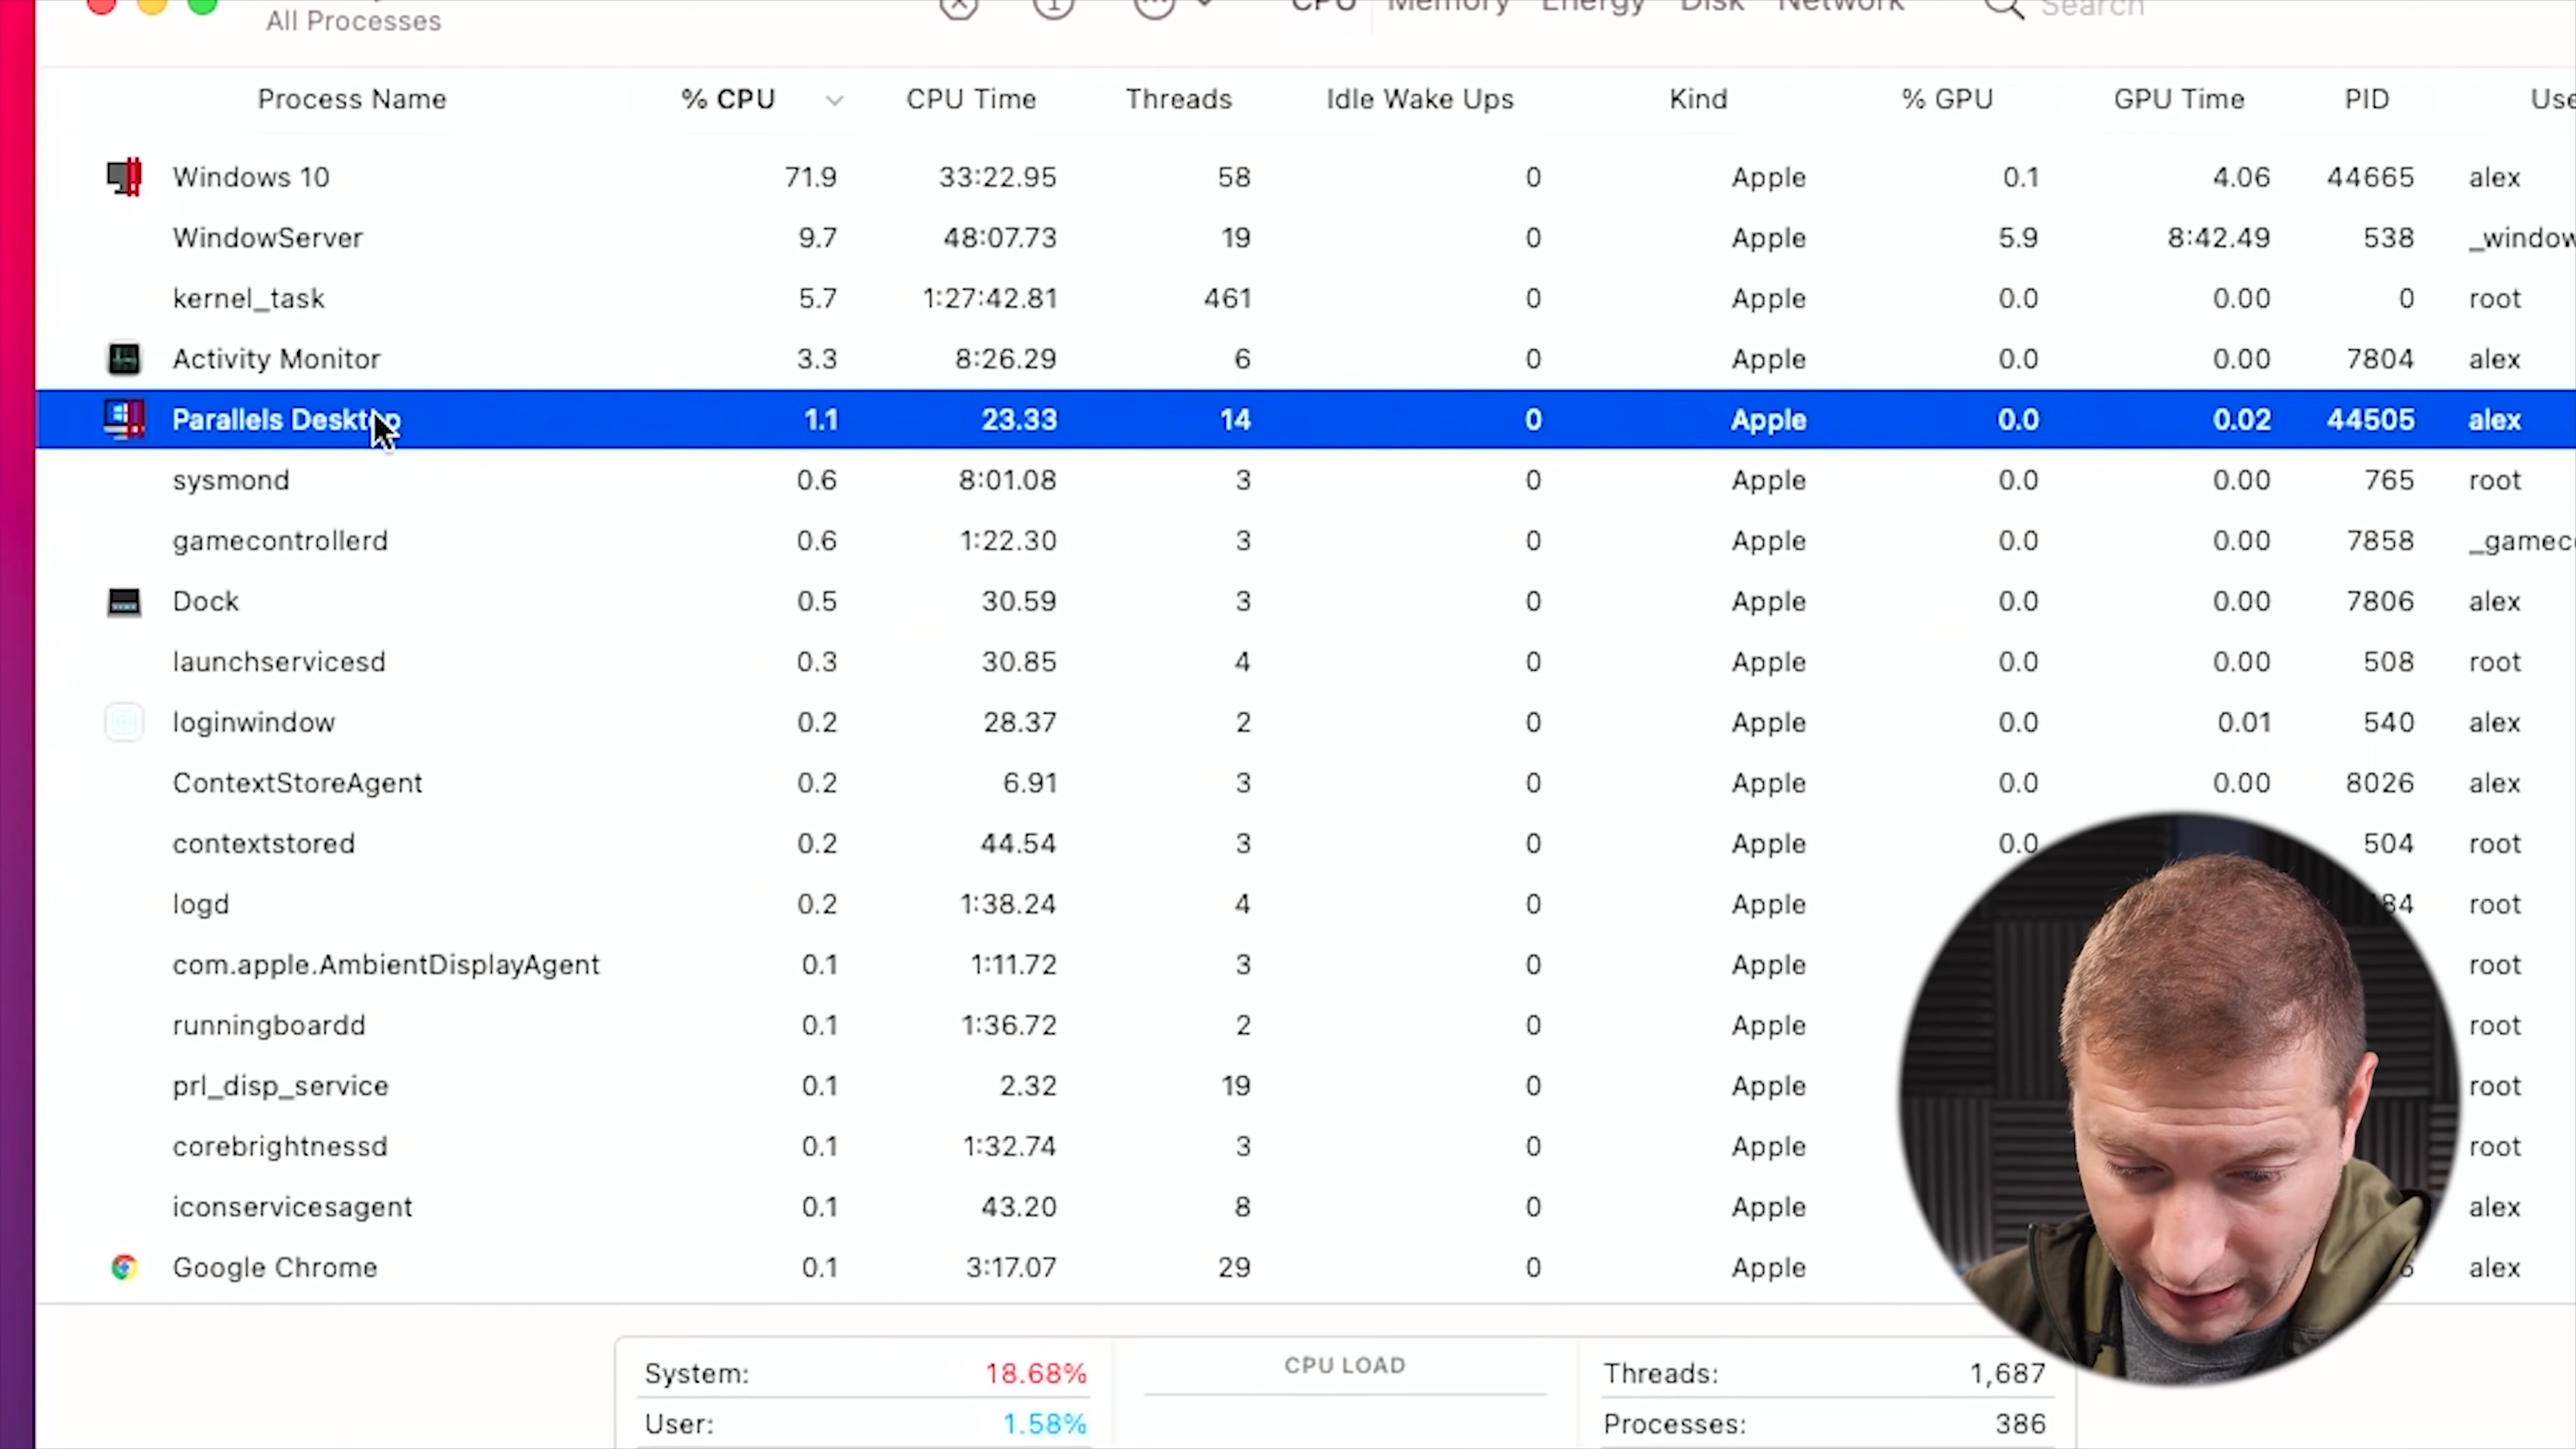 All Processes
CPU Memory Energy Disk Network Search
Process Name % CPU CPU Time Threads Idle Wake Ups Kind % GPU GPU Time PID Use
Windows 10 71.9 33:22.95 58 0 Apple 0.1 4.06 44665 alex
WindowServer 9.7 48:07.73 19 0 Apple 5.9 8:42.49 538 _window
kernel_task 5.7 1:27:42.81 461 0 Apple 0.0 0.00 0 root
Activity Monitor 3.3 8:26.29 6 0 Apple 0.0 0.00 7804 alex
Parallels Desktop 1.1 23.33 14 0 Apple 0.0 0.02 44505 alex
sysmond 0.6 8:01.08 3 0 Apple 0.0 0.00 765 root
gamecontrollerd 0.6 1:22.30 3 0 Apple 0.0 0.00 7858 _gamec
Dock 0.5 30.59 3 0 Apple 0.0 0.00 7806 alex
launchservicesd 0.3 30.85 4 0 Apple 0.0 0.00 508 root
loginwindow 0.2 28.37 2 0 Apple 0.0 0.01 540 alex
ContextStoreAgent 0.2 6.91 3 0 Apple 0.0 0.00 8026 alex
contextstored 0.2 44.54 3 0 Apple 0.0 504 root
logd 0.2 1:38.24 4 0 Apple 84 root
com.apple.AmbientDisplayAgent 0.1 1:11.72 3 0 Apple root
runningboardd 0.1 1:36.72 2 0 Apple root
prl_disp_service 0.1 2.32 19 0 Apple root
corebrightnessd 0.1 1:32.74 3 0 Apple root
iconservicesagent 0.1 43.20 8 0 Apple alex
Google Chrome 0.1 3:17.07 29 0 Apple alex
System: 18.68% CPU LOAD Threads: 1,687
User: 1.58% Processes: 386